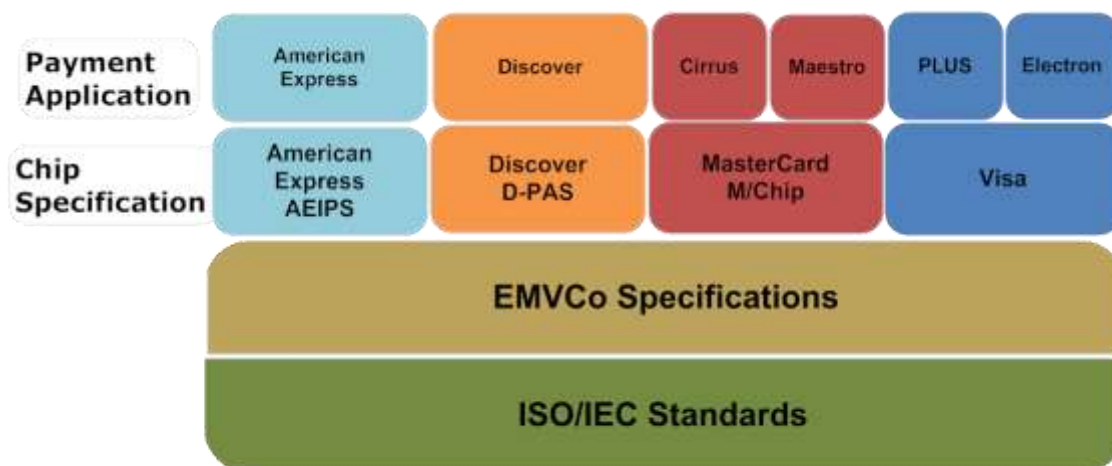 Payment
Application
American
Express
Discover
Cirrus
Maestro
PLUS
Electron
Chip
Specification
American
Express
AEIPS
Discover
D-PAS
MasterCard
M/Chip
Visa
EMVCo Specifications
ISO/IEC Standards